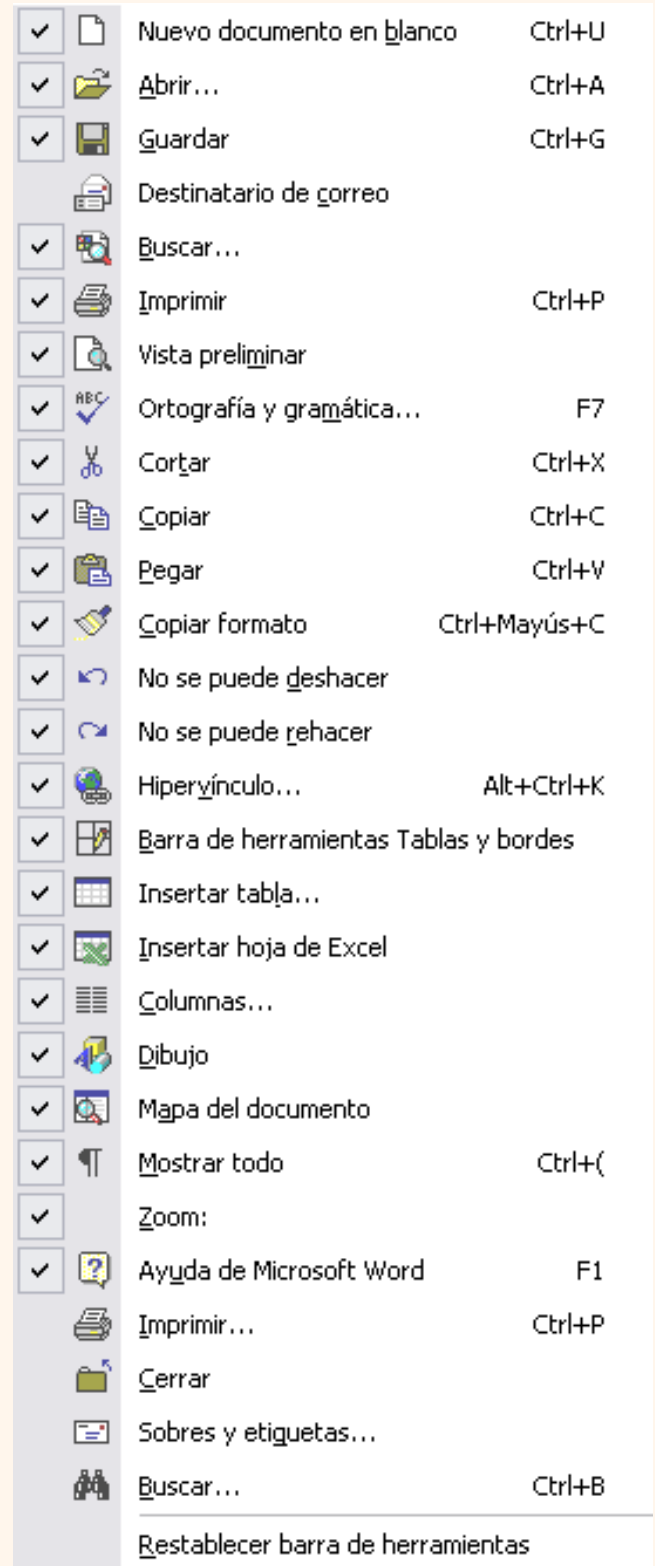 Nuevo documento en blanco Ctrl+U
Abrir... Ctrl+A
Guardar Ctrl+G
Destinatario de correo
Buscar...
Imprimir Ctrl+P
Vista preliminar
ABC Ortografía y gramática... F7
Cortar Ctrl+X
Copiar Ctrl+C
Pegar Ctrl+V
Copiar formato Ctrl+Mayús+C
No se puede deshacer
No se puede rehacer
Hipervínculo... Alt+Ctrl+K
Barra de herramientas Tablas y bordes
Insertar tabla...
Insertar hoja de Excel
Columnas...
Dibujo
Mapa del documento
Mostrar todo Ctrl+(
Zoom:
Ayuda de Microsoft Word F1
Imprimir... Ctrl+P
Cerrar
Sobres y etiquetas...
Buscar... Ctrl+B
Restablecer barra de herramientas